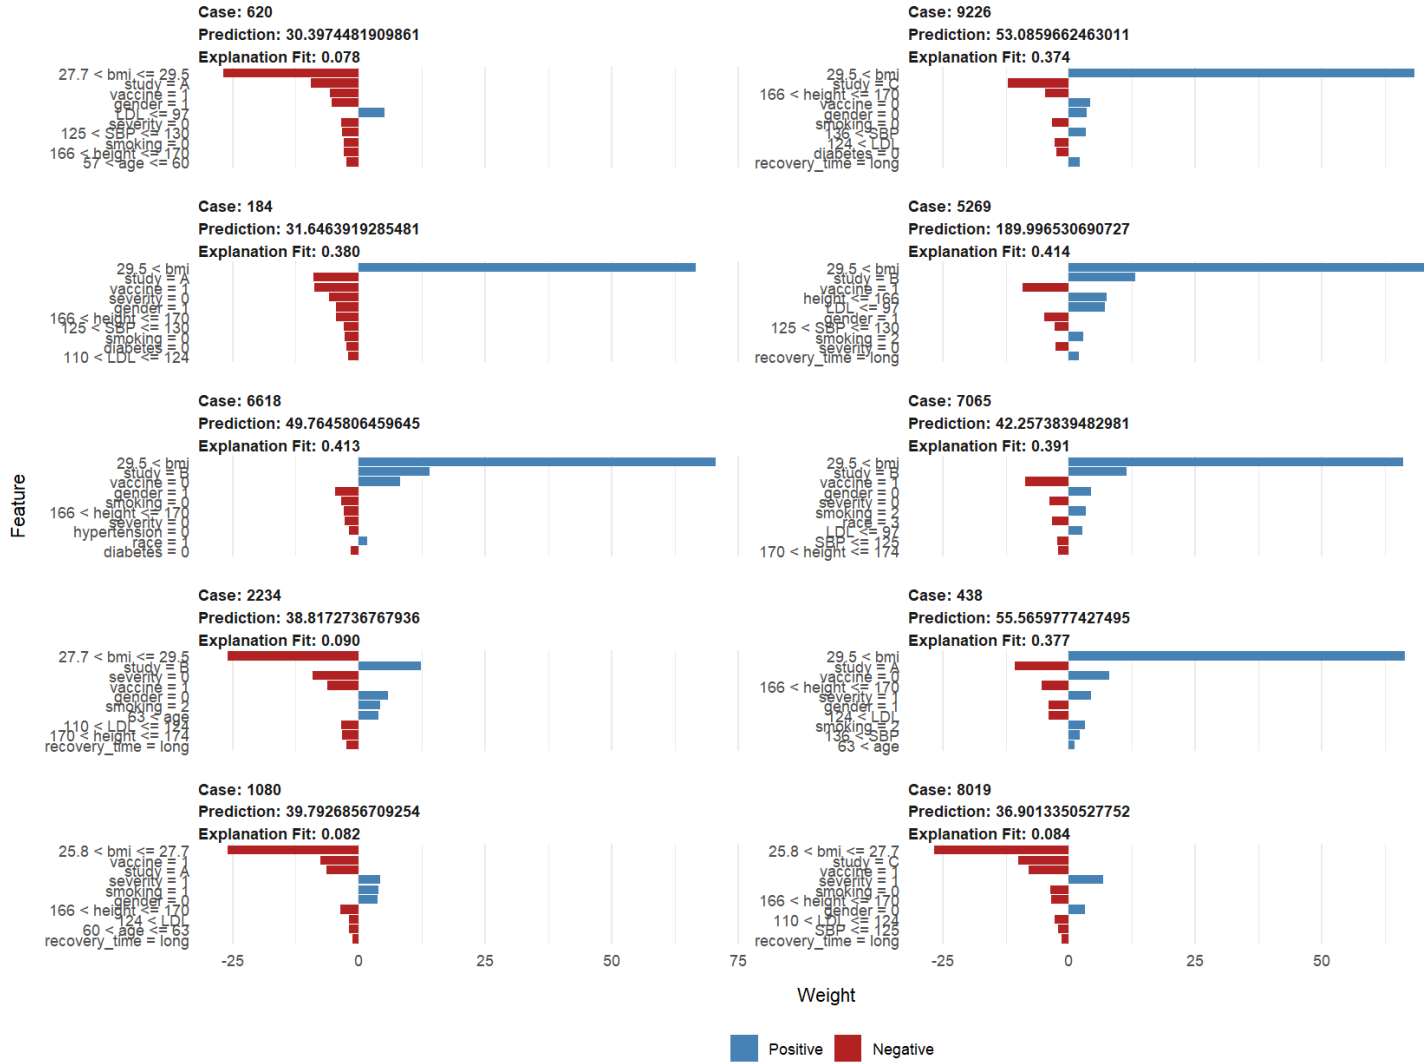 Case: 620
Prediction: 30.3974481909861
Explanation Fit: 0.078
27.7 < bmi <= 29.5
study = A
vaccine = 1
gender = 1
LDL <= 97
severity = 0
125 < SBP <= 130
smoking = 0
166 < height <= 170
57 < age <= 60
Case: 9226
Prediction: 53.0859662463011
Explanation Fit: 0.374
29.5 < bmi
study = C
166 < height <= 170
vaccine = 0
gender = 0
smoking = 0
136 < SBP
124 < LDL
diabetes = 0
recovery_time = long
Case: 184
Prediction: 31.6463919285481
Explanation Fit: 0.380
29.5 < bmi
study = A
vaccine = 1
severity = 0
gender = 1
166 < height <= 170
125 < SBP <= 130
smoking = 0
diabetes = 0
110 < LDL <= 124
Case: 5269
Prediction: 189.996530690727
Explanation Fit: 0.414
29.5 < bmi
study = B
vaccine = 1
height <= 166
LDL <= 97
gender = 1
125 < SBP <= 130
smoking = 2
severity = 0
recovery_time = long
Case: 6618
Prediction: 49.7645806459645
Explanation Fit: 0.413
29.5 < bmi
study = B
vaccine = 0
gender = 1
smoking = 0
166 < height <= 170
severity = 0
hypertension = 0
race = 1
diabetes = 0
Case: 7065
Prediction: 42.2573839482981
Explanation Fit: 0.391
29.5 < bmi
study = B
vaccine = 1
gender = 0
severity = 0
smoking = 2
race = 3
LDL <= 97
SBP <= 125
170 < height <= 174
Case: 2234
Prediction: 38.8172736767936
Explanation Fit: 0.090
27.7 < bmi <= 29.5
study = B
severity = 0
vaccine = 1
gender = 0
smoking = 2
63 < age
110 < LDL <= 124
170 < height <= 174
recovery_time = long
Case: 438
Prediction: 55.5659777427495
Explanation Fit: 0.377
29.5 < bmi
study = A
vaccine = 0
166 < height <= 170
severity = 1
gender = 1
124 < LDL
smoking = 2
136 < SBP
63 < age
Case: 1080
Prediction: 39.7926856709254
Explanation Fit: 0.082
25.8 < bmi <= 27.7
vaccine = 1
study = A
severity = 1
smoking = 1
gender = 0
166 < height <= 170
124 < LDL
60 < age <= 63
recovery_time = long
Case: 8019
Prediction: 36.9013350527752
Explanation Fit: 0.084
25.8 < bmi <= 27.7
study = C
vaccine = 1
severity = 1
smoking = 0
166 < height <= 170
gender = 0
110 < LDL <= 124
SBP <= 125
recovery_time = long
-25 0 25 50 75
-25 0 25 50
Feature
Weight
Positive Negative